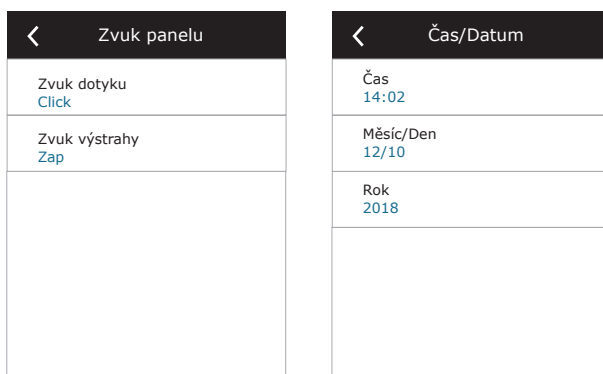 Zvuk panelu
Zvuk dotyku
Click
Zvuk výstrahy
Zap
Čas/Datum
Čas
14:02
Měsíc/Den
12/10
Rok
2018